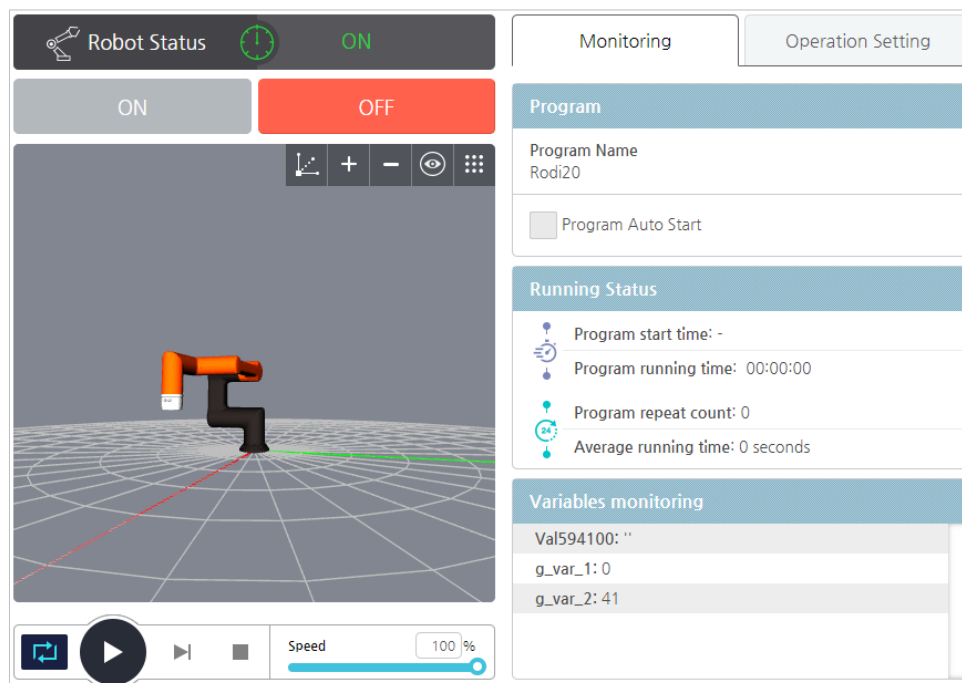 Robot Status
ON
ON
OFF
Speed
100 %
Monitoring
Operation Setting
Program
Program Name
Rodi20
Program Auto Start
Running Status
Program start time: -
Program running time: 00:00:00
24
Program repeat count: 0
Average running time: 0 seconds
Variables monitoring
Val594100: ''
g_var_1: 0
g_var_2: 41